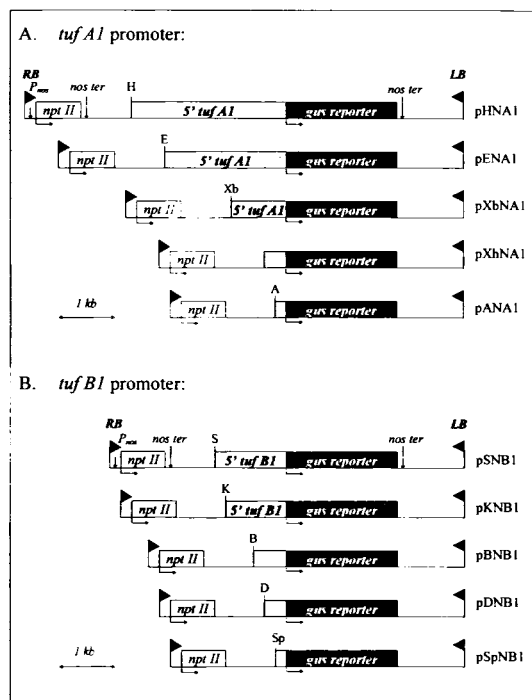 A. tuf A1 promoter:
RB P nos nos ter H nos ter LB
npt II 5' tuf A1 gus reporter pHNA1
E
npt II 5' tuf A1 gus reporter pENA1
Xb
npt II 5' tuf A1 gus reporter pXbNA1
npt II gus reporter pXhNA1
A
1 kb npt II gus reporter pANA1
B. tuf B1 promoter:
RB P nos nos ter S nos ter LB
npt II 5' tuf B1 gus reporter pSNB1
K
npt II 5' tuf B1 gus reporter pKNB1
B
npt II gus reporter pBNB1
D
npt II gus reporter pDNB1
Sp
1 kb npt II gus reporter pSpNB1